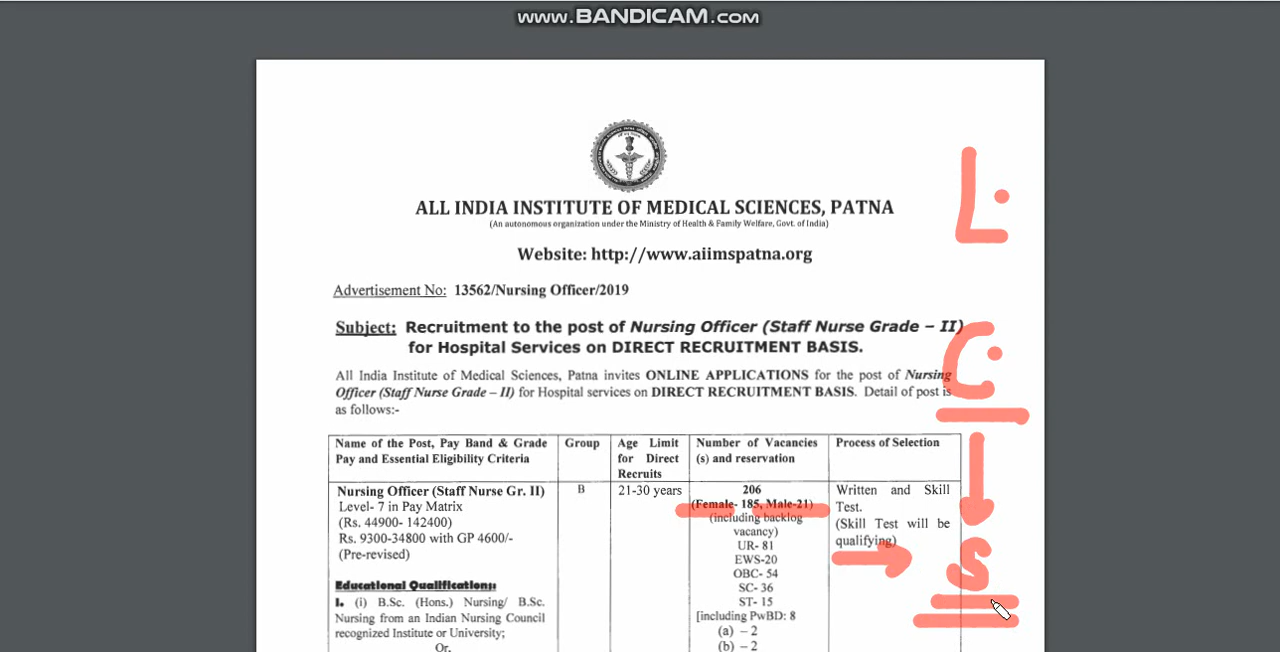 www.BANDICAM.com
ALL INDIA INSTITUTE OF MEDICAL SCIENCES, PATNA
(An autonomous organization under the Ministry of Health & Family Welfare, Govt. of India)
Website: http://www.aiimspatna.org
Advertisement No: 13562/Nursing Officer/2019
Subject: Recruitment to the post of Nursing Officer (Staff Nurse Grade – II)
for Hospital Services on DIRECT RECRUITMENT BASIS.
All India Institute of Medical Sciences, Patna invites ONLINE APPLICATIONS for the post of Nursing
Officer (Staff Nurse Grade – II) for Hospital services on DIRECT RECRUITMENT BASIS. Detail of post is
as follows:-
Name of the Post, Pay Band & Grade
Pay and Essential Eligibility Criteria
Group
Age Limit
for Direct
Recruits
Number of Vacancies
(s) and reservation
Process of Selection
Nursing Officer (Staff Nurse Gr. II)
Level- 7 in Pay Matrix
(Rs. 44900- 142400)
Rs. 9300-34800 with GP 4600/-
(Pre-revised)
Educational Qualifications:
I. (i) B.Sc. (Hons.) Nursing/ B.Sc.
Nursing from an Indian Nursing Council
recognized Institute or University;
Or.
B
21-30 years
206
(Female- 185, Male-21)
(including backlog
vacancy)
UR- 81
EWS-20
OBC- 54
SC- 36
ST- 15
[including PwBD: 8
(a) – 2
(b) – 2
Written and Skill
Test.
(Skill Test will be
qualifying)
L.
C.
S